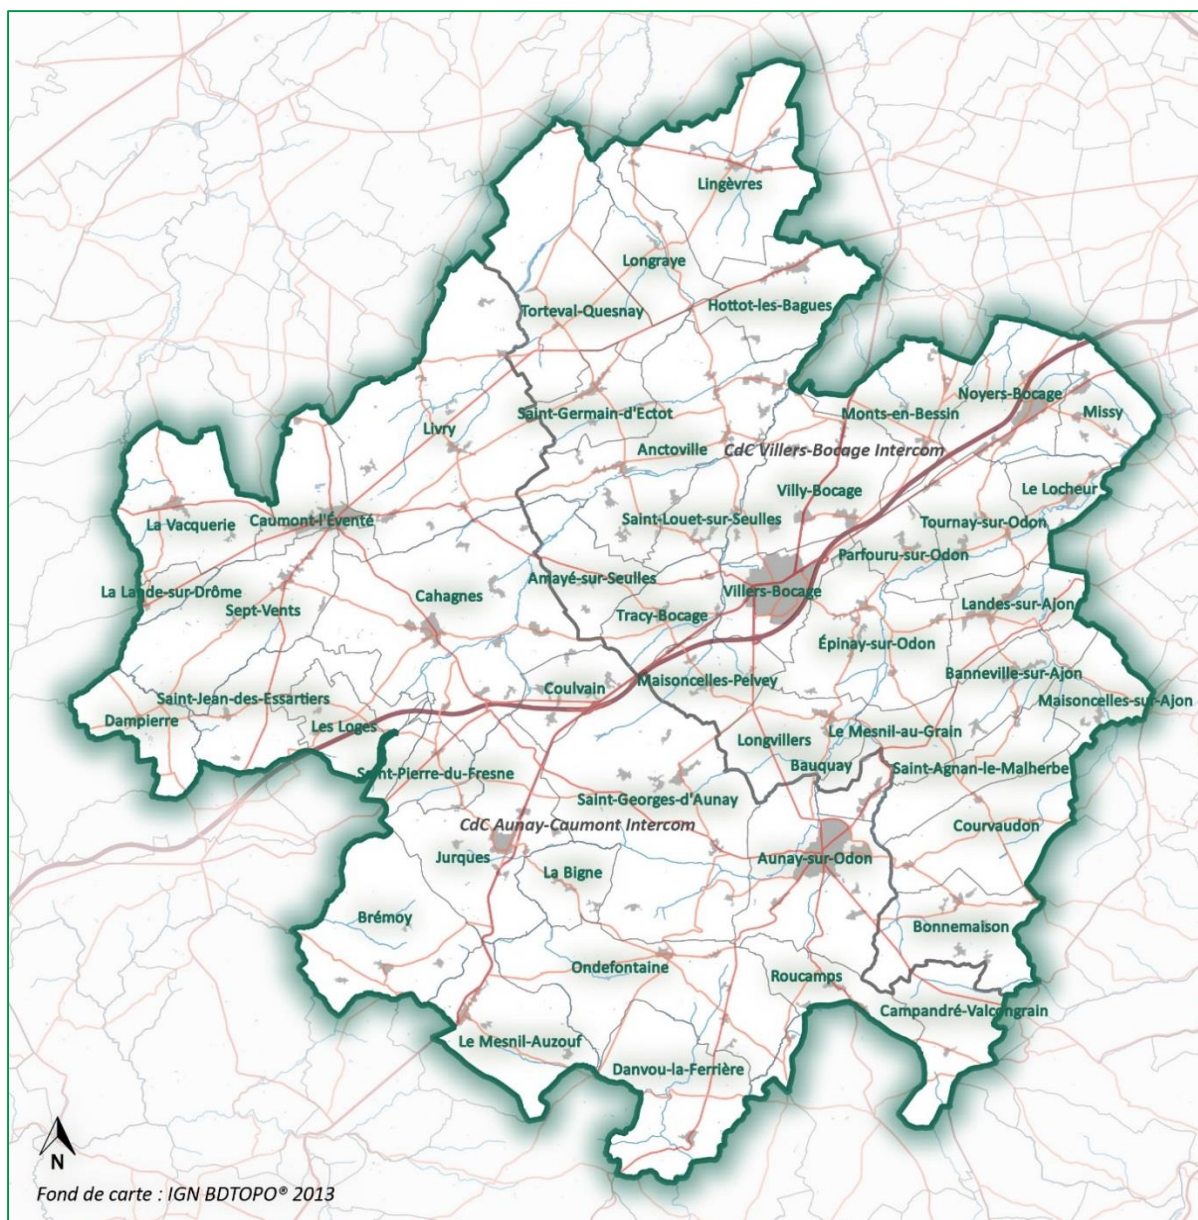 Lingèvres
Longraye
Hottot-les-Bagues
Torteval-Quesnay
Noyers-Bocage
Saint-Germain-d'Ectot
Monts-en-Bessin
Missy
Livry
Anctoville
CdC Villers-Bocage Intercom
Villy-Bocage
Le Locheur
La Vacquerie
Caumont-l'Éventé
Saint-Louet-sur-Seulles
Tournay-sur-Odon
Parfouru-sur-Odon
Amayé-sur-Seulles
La Lande-sur-Drôme
Villers-Bocage
Cahagnes
Sept-Vents
Landes-sur-Ajon
Tracy-Bocage
Épinay-sur-Odon
Banneville-sur-Ajon
Maisoncelles-Pelvey
Coulvain
Saint-Jean-des-Essartiers
Maisoncelles-sur-Ajon
Dampierre
Les Loges
Le Mesnil-au-Grain
Longvillers
Bauquay
Saint-Agnan-le-Malherbe
Saint-Pierre-du-Fresne
Saint-Georges-d'Aunay
CdC Aunay-Caumont Intercom
Courvaudon
Jurques
Aunay-sur-Odon
La Bigne
Brémoy
Bonnemaison
Ondefontaine
Roucamps
Campandré-Valcongrain
Le Mesnil-Auzouf
Danvou-la-Ferrière
N
Fond de carte : IGN BDTOPO® 2013